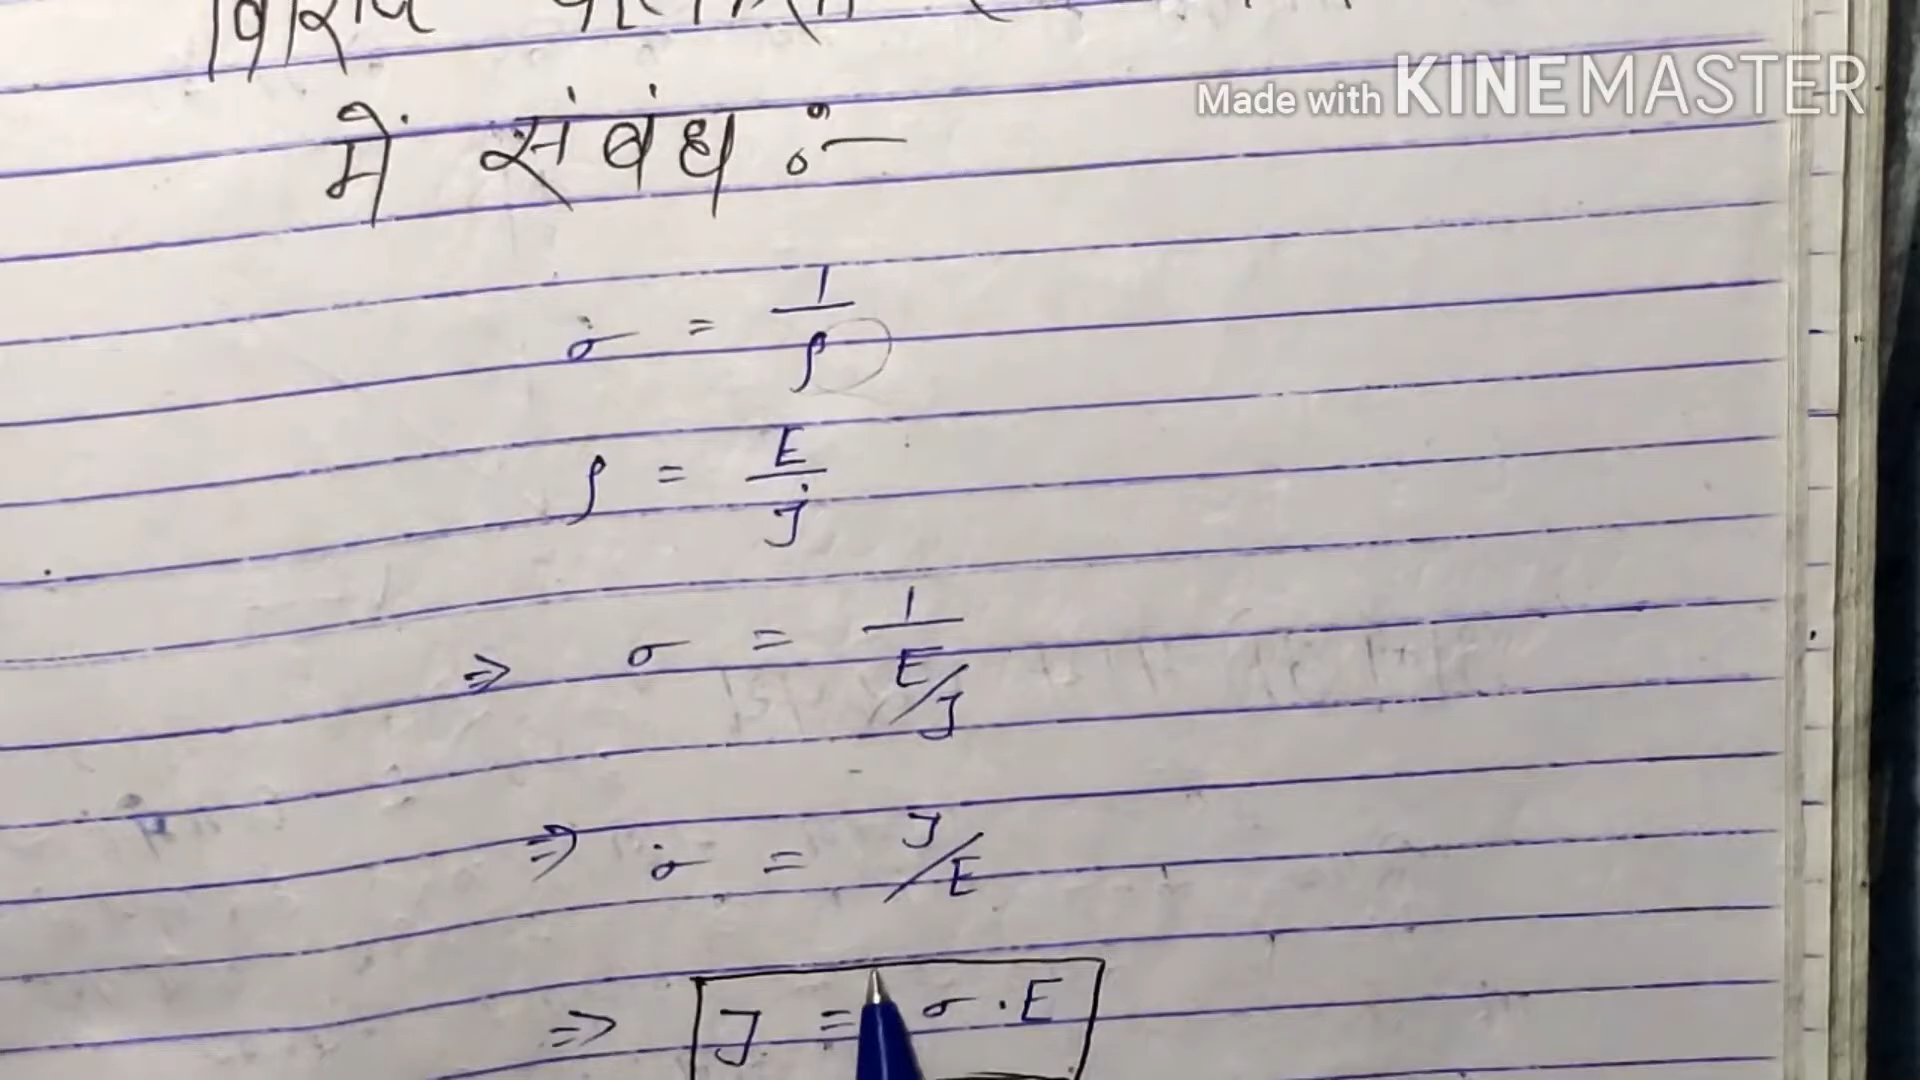 में संबंध :-
Made with KINEMASTER
σ = 1/ρ
ρ = E/j
⇒ σ = 1/(E/J)
⇒ σ = J/E
⇒ J = σ . E